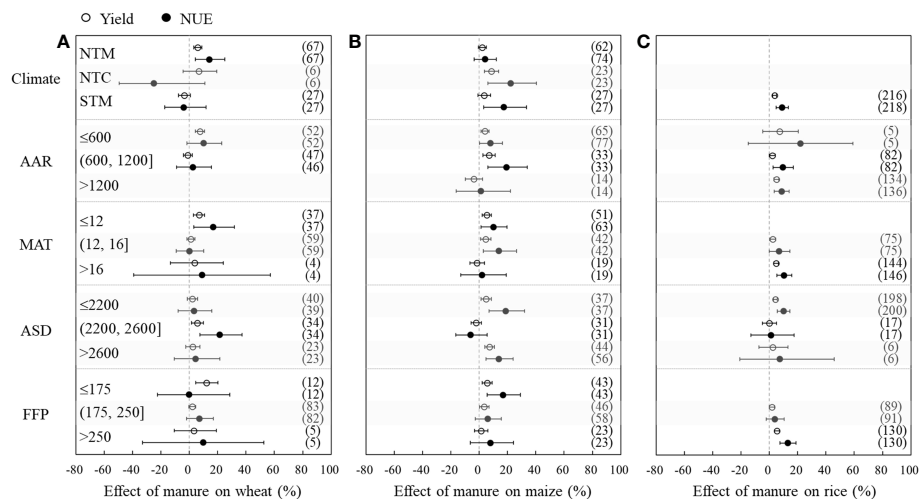 Yield NUE
A B C
Climate
NTM (67) (62)
(67) (74)
NTC (6) (23)
(6) (23)
STM (27) (27) (216)
(27) (27) (218)
AAR
≤600 (52) (65) (5)
(52) (77) (5)
(600, 1200] (47) (33) (82)
(46) (33) (82)
>1200 (14) (134)
(14) (136)
MAT
≤12 (37) (51)
(37) (63)
(12, 16] (59) (42) (75)
(59) (42) (75)
>16 (4) (19) (144)
(4) (19) (146)
ASD
≤2200 (40) (37) (198)
(39) (37) (200)
(2200, 2600] (34) (31) (17)
(34) (31) (17)
>2600 (23) (44) (6)
(23) (56) (6)
FFP
≤175 (12) (43)
(12) (43)
(175, 250] (83) (46) (89)
(82) (58) (91)
>250 (5) (23) (130)
(5) (23) (130)
-80 -60 -40 -20 0 20 40 60 80 100 -80 -60 -40 -20 0 20 40 60 80 100 -80 -60 -40 -20 0 20 40 60 80 100
Effect of manure on wheat (%) Effect of manure on maize (%) Effect of manure on rice (%)